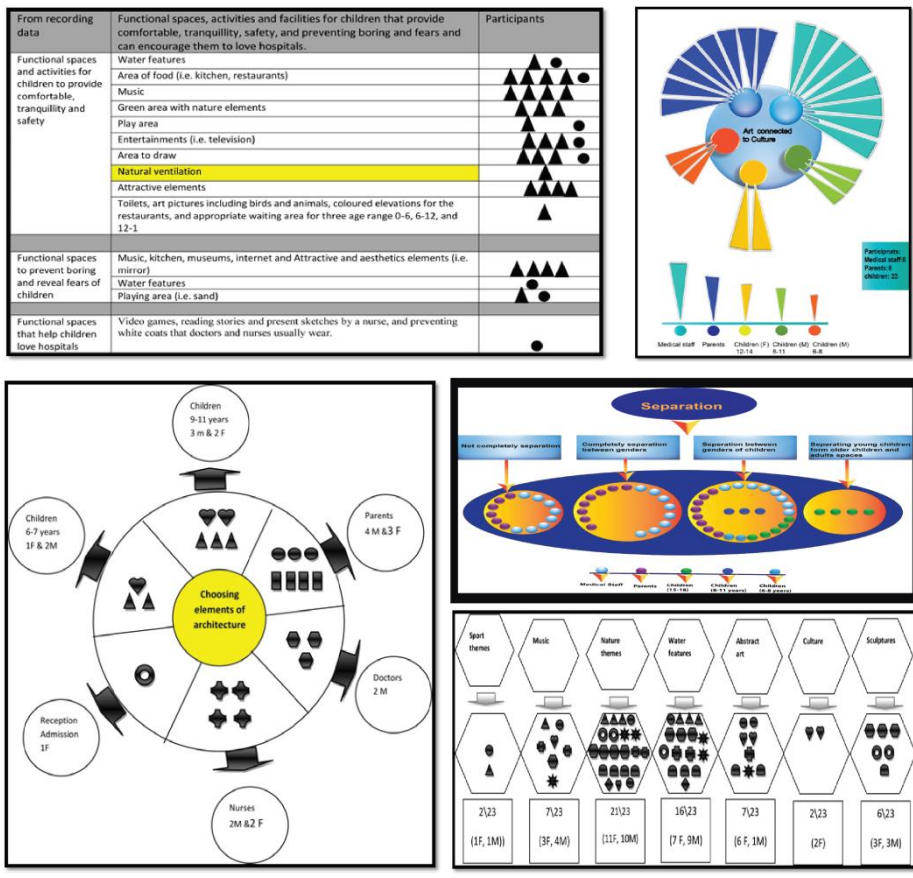 From recording
data
Functional spaces, activities and facilities for children that provide
comfortable, tranquillity, safety, and preventing boring and fears and
can encourage them to love hospitals.
Participants
Functional spaces
and activities for
children to provide
comfortable,
tranquillity and
safety
Water features
Area of food (i.e. kitchen, restaurants)
Music
Green area with nature elements
Play area
Entertainments (i.e. television)
Area to draw
Natural ventilation
Attractive elements
Toilets, art pictures including birds and animals, coloured elevations for the
restaurants, and appropriate waiting area for three age range 0-6, 6-12, and
12-1
Functional spaces
to prevent boring
and reveal fears of
children
Music, kitchen, museums, internet and Attractive and aesthetics elements (i.e.
mirror)
Water features
Playing area (i.e. sand)
Functional spaces
that help children
love hospitals
Video games, reading stories and present sketches by a nurse, and preventing
white coats that doctors and nurses usually wear.
Art connected
to Culture
Medical staff:8
Parents:8
children: 23
Medical staff
Parents
Children (F)
12-14
Children (M)
8-11
Children (M)
6-8
Children
9-11 years
3 m & 2 F
Children
6-7 years
1F & 2M
Parents
4 M &3 F
Choosing
elements of
architecture
Doctors
2 M
Reception
Admission
1F
Nurses
2M &2 F
Separation
Not completely separation
Completely separation
between genders
Separation between
genders of children
Separating young children
form older children and
adults spaces
Medical Staff
Parents
Children
Children
(8-11 years)
Children
(6-8 years)
Sport
themes
Music
Nature
themes
Water
features
Abstract
art
Culture
Sculptures
2\23
(1F, 1M))
7\23
(3F, 4M)
21\23
(11F, 10M)
16\23
(7 F, 9M)
7\23
(6 F, 1M)
2\23
(2F)
6\23
(3F, 3M)